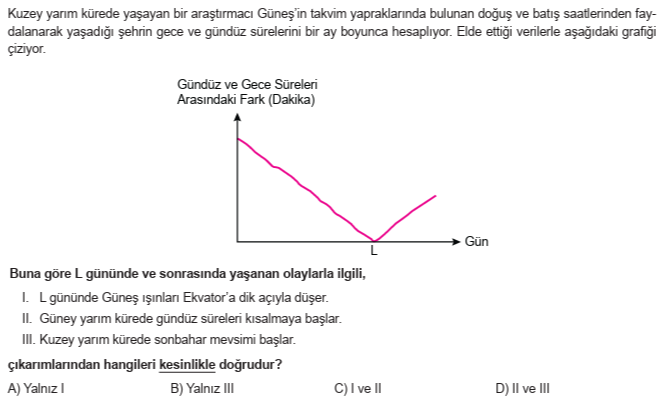 Kuzey yarım kürede yaşayan bir araştırmacı Güneş'in takvim yapraklarında bulunan doğuş ve batış saatlerinden fay-
dalanarak yaşadığı şehrin gece ve gündüz sürelerini bir ay boyunca hesaplıyor. Elde ettiği verilerle aşağıdaki grafiği
çiziyor.
Gündüz ve Gece Süreleri
Arasındaki Fark (Dakika)
Gün
L
Buna göre L gününde ve sonrasında yaşanan olaylarla ilgili,
I. L gününde Güneş ışınları Ekvator'a dik açıyla düşer.
II. Güney yarım kürede gündüz süreleri kısalmaya başlar.
III. Kuzey yarım kürede sonbahar mevsimi başlar.
çıkarımlarından hangileri kesinlikle doğrudur?
A) Yalnız I B) Yalnız III C) I ve II D) II ve III